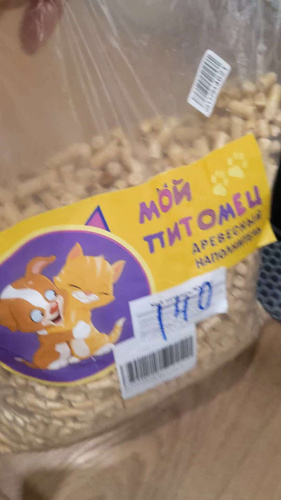 МОЙ
ПИТОМЕЦ
ДРЕВЕСНЫЙ
НАПОЛНИТЕЛЬ
140